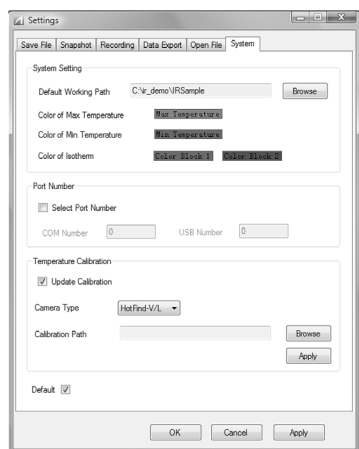 Settings
Save File Snapshot Recording Data Export Open File System
System Setting
Default Working Path C:\ir_demo\IRSample Browse
Color of Max Temperature Max Temperature
Color of Min Temperature Min Temperature
Color of Isotherm Color Block 1 Color Block 2
Port Number
Select Port Number
COM Number 0 USB Number 0
Temperature Calibration
Update Calibration
Camera Type HotFind-V/L
Calibration Path Browse
Apply
Default
OK Cancel Apply